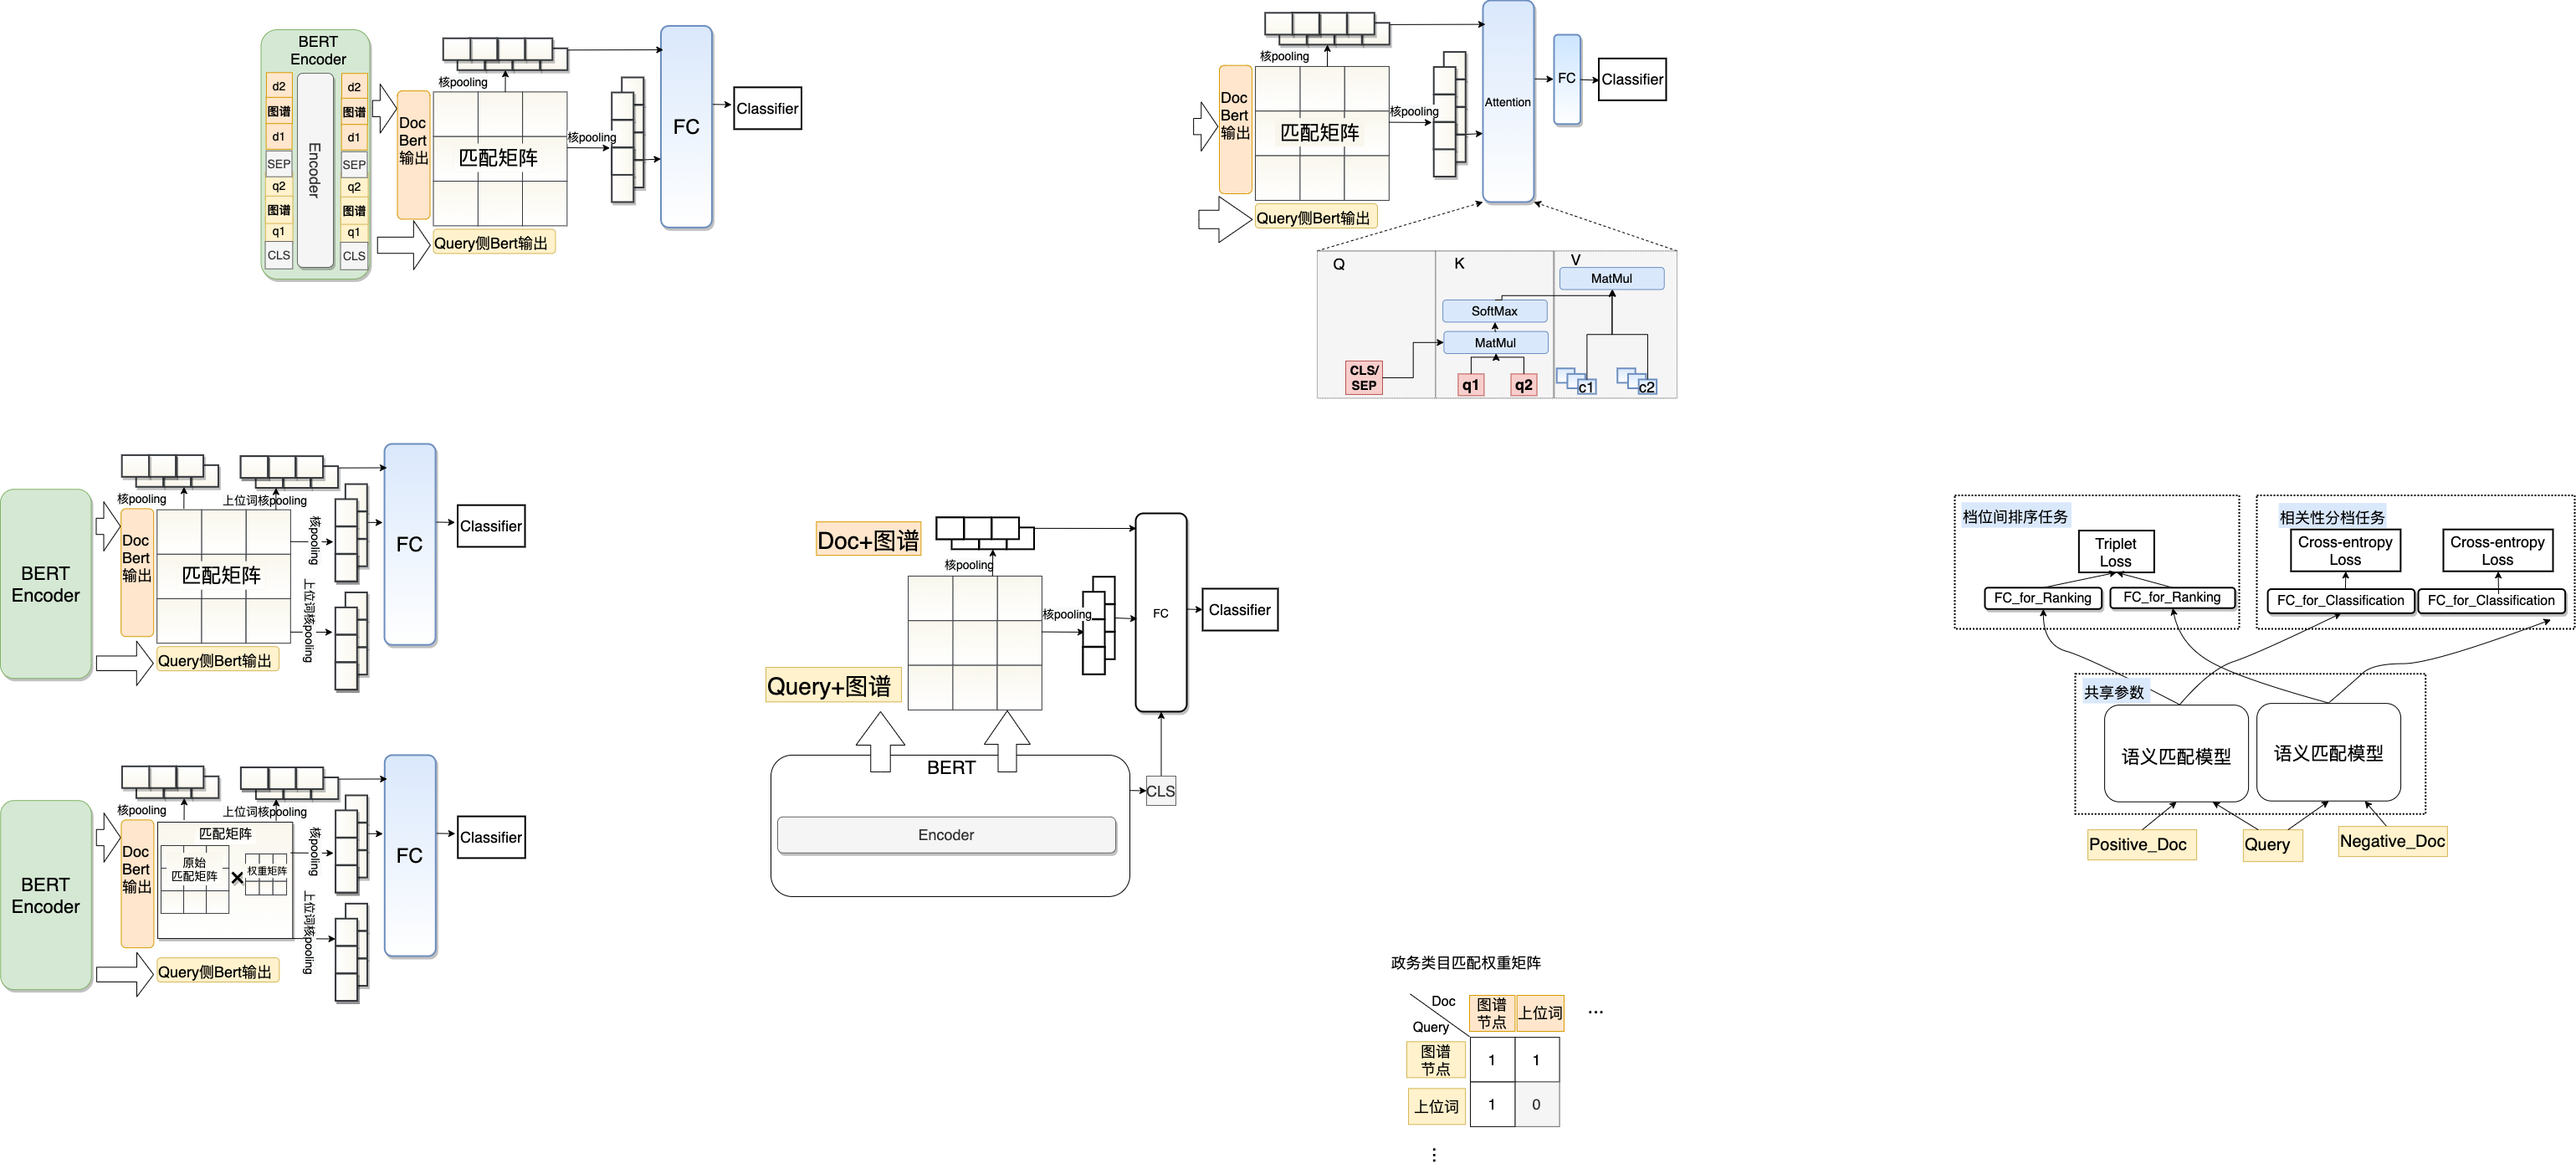 BERT
Encoder
d2
图谱
d1
SEP
q2
图谱
q1
CLS
Encoder
d2
图谱
d1
SEP
q2
图谱
q1
CLS
Doc
Bert
输出
核pooling
匹配矩阵
核pooling
Query侧Bert输出
FC
Classifier
核pooling
Doc
Bert
输出
匹配矩阵
核pooling
Query侧Bert输出
Attention
FC
Classifier
Q
K
V
MatMul
SoftMax
MatMul
CLS/
SEP
q1
q2
c1
c2
BERT
Encoder
核pooling
上位词核pooling
Doc
Bert
输出
匹配矩阵
核pooling
上位词核pooling
Query侧Bert输出
FC
Classifier
BERT
Encoder
核pooling
上位词核pooling
Doc
Bert
输出
匹配矩阵
原始
匹配矩阵
×
权重矩阵
核pooling
上位词核pooling
Query侧Bert输出
FC
Classifier
Doc+图谱
核pooling
核pooling
Query+图谱
FC
Classifier
BERT
Encoder
CLS
档位间排序任务
Triplet
Loss
FC_for_Ranking
FC_for_Ranking
相关性分档任务
Cross-entropy
Loss
Cross-entropy
Loss
FC_for_Classification
FC_for_Classification
共享参数
语义匹配模型
语义匹配模型
Positive_Doc
Query
Negative_Doc
政务类目匹配权重矩阵
Doc
Query
图谱
节点
上位词
...
图谱
节点
1
1
上位词
1
0
...